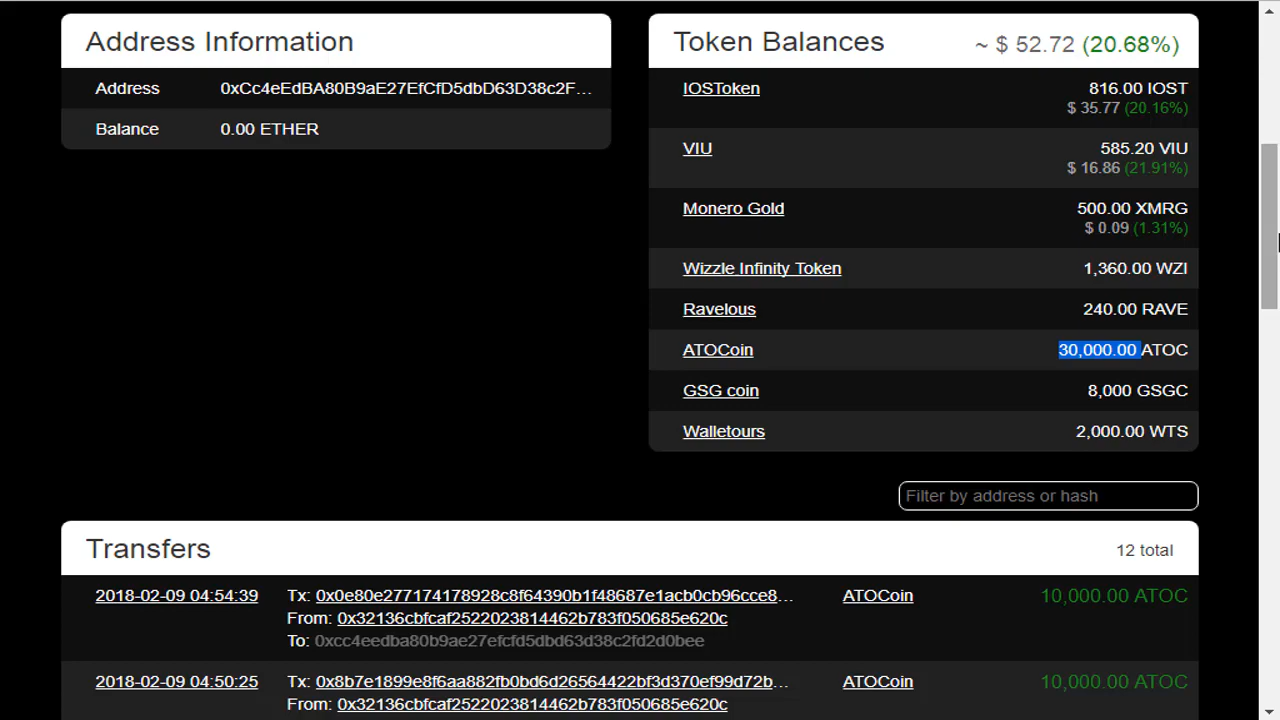 Address Information
Address 0xCc4eEdBA80B9aE27EfCfD5dbD63D38c2F...
Balance 0.00 ETHER
Token Balances ~ $ 52.72 (20.68%)
IOSToken 816.00 IOST
$ 35.77 (20.16%)
VIU 585.20 VIU
$ 16.86 (21.91%)
Monero Gold 500.00 XMRG
$ 0.09 (1.31%)
Wizzle Infinity Token 1,360.00 WZI
Ravelous 240.00 RAVE
ATOCoin 30,000.00 ATOC
GSG coin 8,000 GSGC
Walletours 2,000.00 WTS
Filter by address or hash
Transfers 12 total
2018-02-09 04:54:39 Tx: 0x0e80e277174178928c8f64390b1f48687e1acb0cb96cce8... ATOCoin 10,000.00 ATOC
From: 0x32136cbfcaf2522023814462b783f050685e620c
To: 0xcc4eedba80b9ae27efcfd5dbd63d38c2fd2d0bee
2018-02-09 04:50:25 Tx: 0x8b7e1899e8f6aa882fb0bd6d26564422bf3d370ef99d72b... ATOCoin 10,000.00 ATOC
From: 0x32136cbfcaf2522023814462b783f050685e620c